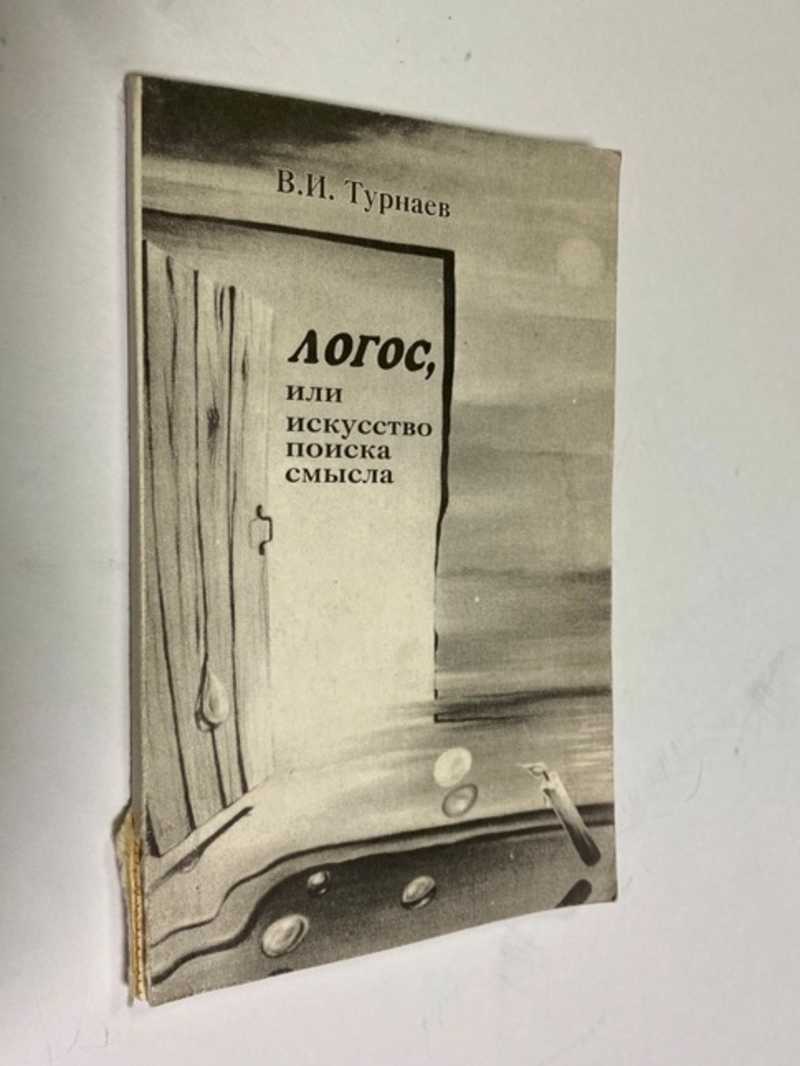 В.И. Турнаев
логос,
или
искусство
поиска
смысла